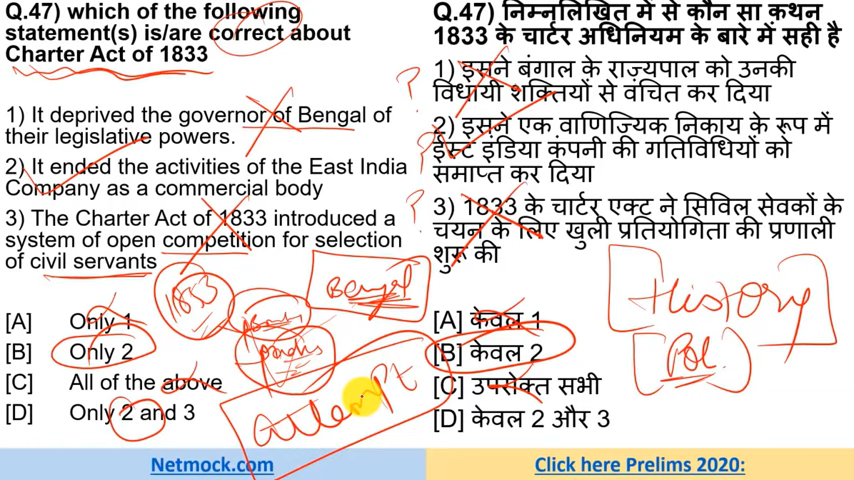 Q.47) which of the following
statement(s) is/are correct about
Charter Act of 1833
1) It deprived the governor of Bengal of
their legislative powers.
2) It ended the activities of the East India
Company as a commercial body
3) The Charter Act of 1833 introduced a
system of open competition for selection
of civil servants
[A] Only 1
[B] Only 2
[C] All of the above
[D] Only 2 and 3
1833
Bengal
Attempt
Q.47) निम्नलिखित में से कौन सा कथन
1833 के चार्टर अधिनियम के बारे में सही है
1) इसने बंगाल के राज्यपाल को उनकी
विधायी शक्तियों से वंचित कर दिया
2) इसने एक वाणिज्यिक निकाय के रूप में
ईस्ट इंडिया कंपनी की गतिविधियों को
समाप्त कर दिया
3) 1833 के चार्टर एक्ट ने सिविल सेवकों के
चयन के लिए खुली प्रतियोगिता की प्रणाली
शुरू की
[A] केवल 1
[B] केवल 2
[C] उपरोक्त सभी
[D] केवल 2 और 3
History
Pol
Netmock.com
Click here Prelims 2020: